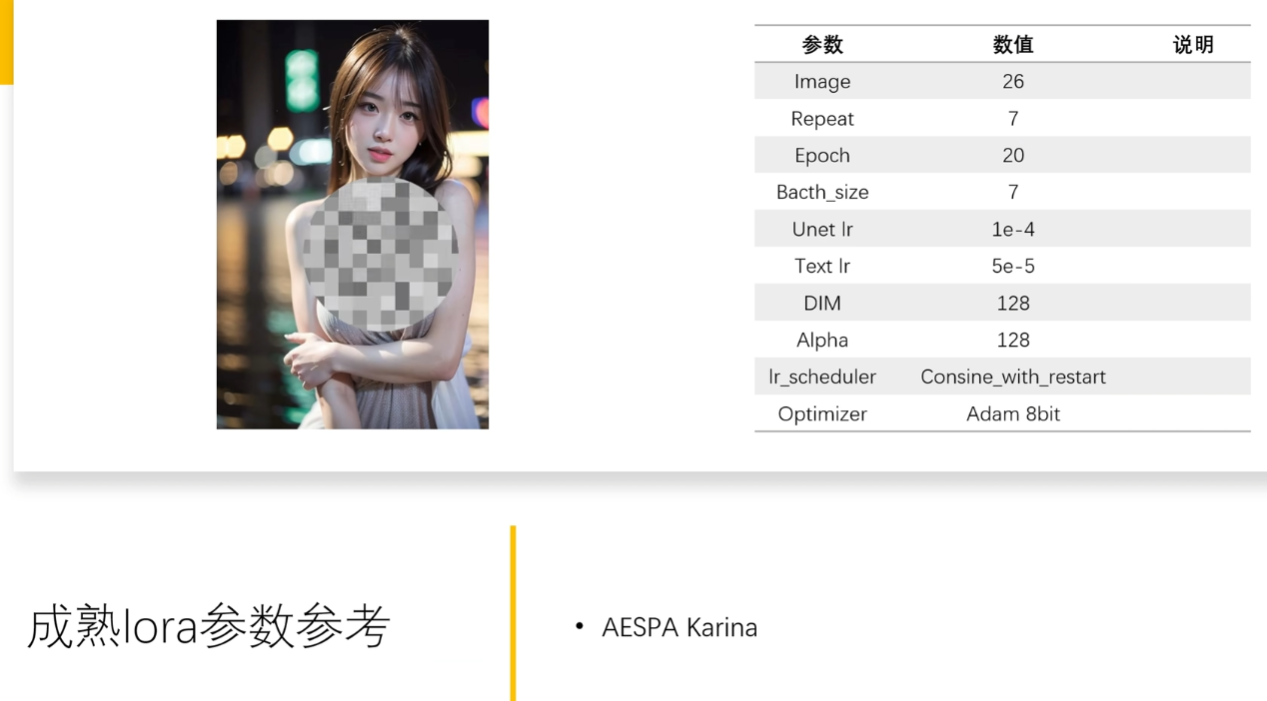 参数 数值 说明
Image 26
Repeat 7
Epoch 20
Bacth_size 7
Unet lr 1e-4
Text lr 5e-5
DIM 128
Alpha 128
lr_scheduler Consine_with_restart
Optimizer Adam 8bit
成熟lora参数参考
• AESPA Karina